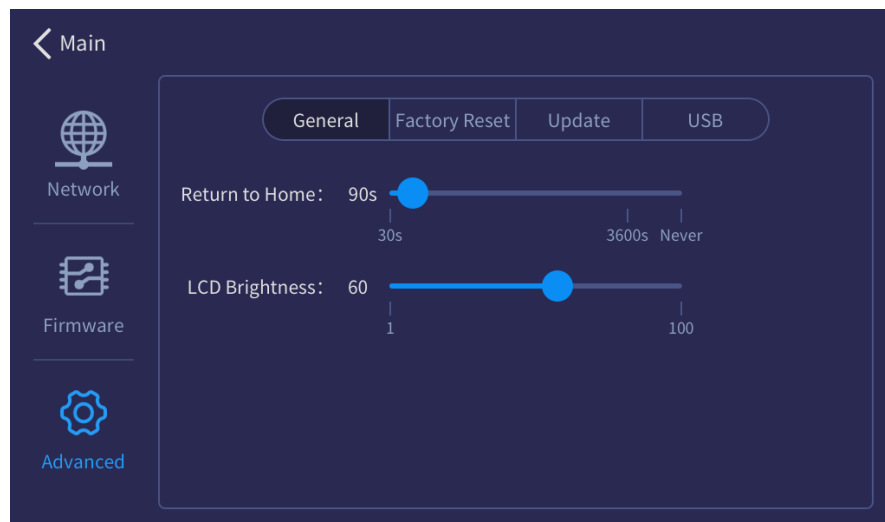 Main
General Factory Reset Update USB
Network
Return to Home: 90s
30s 3600s Never
LCD Brightness: 60
Firmware
1 100
Advanced